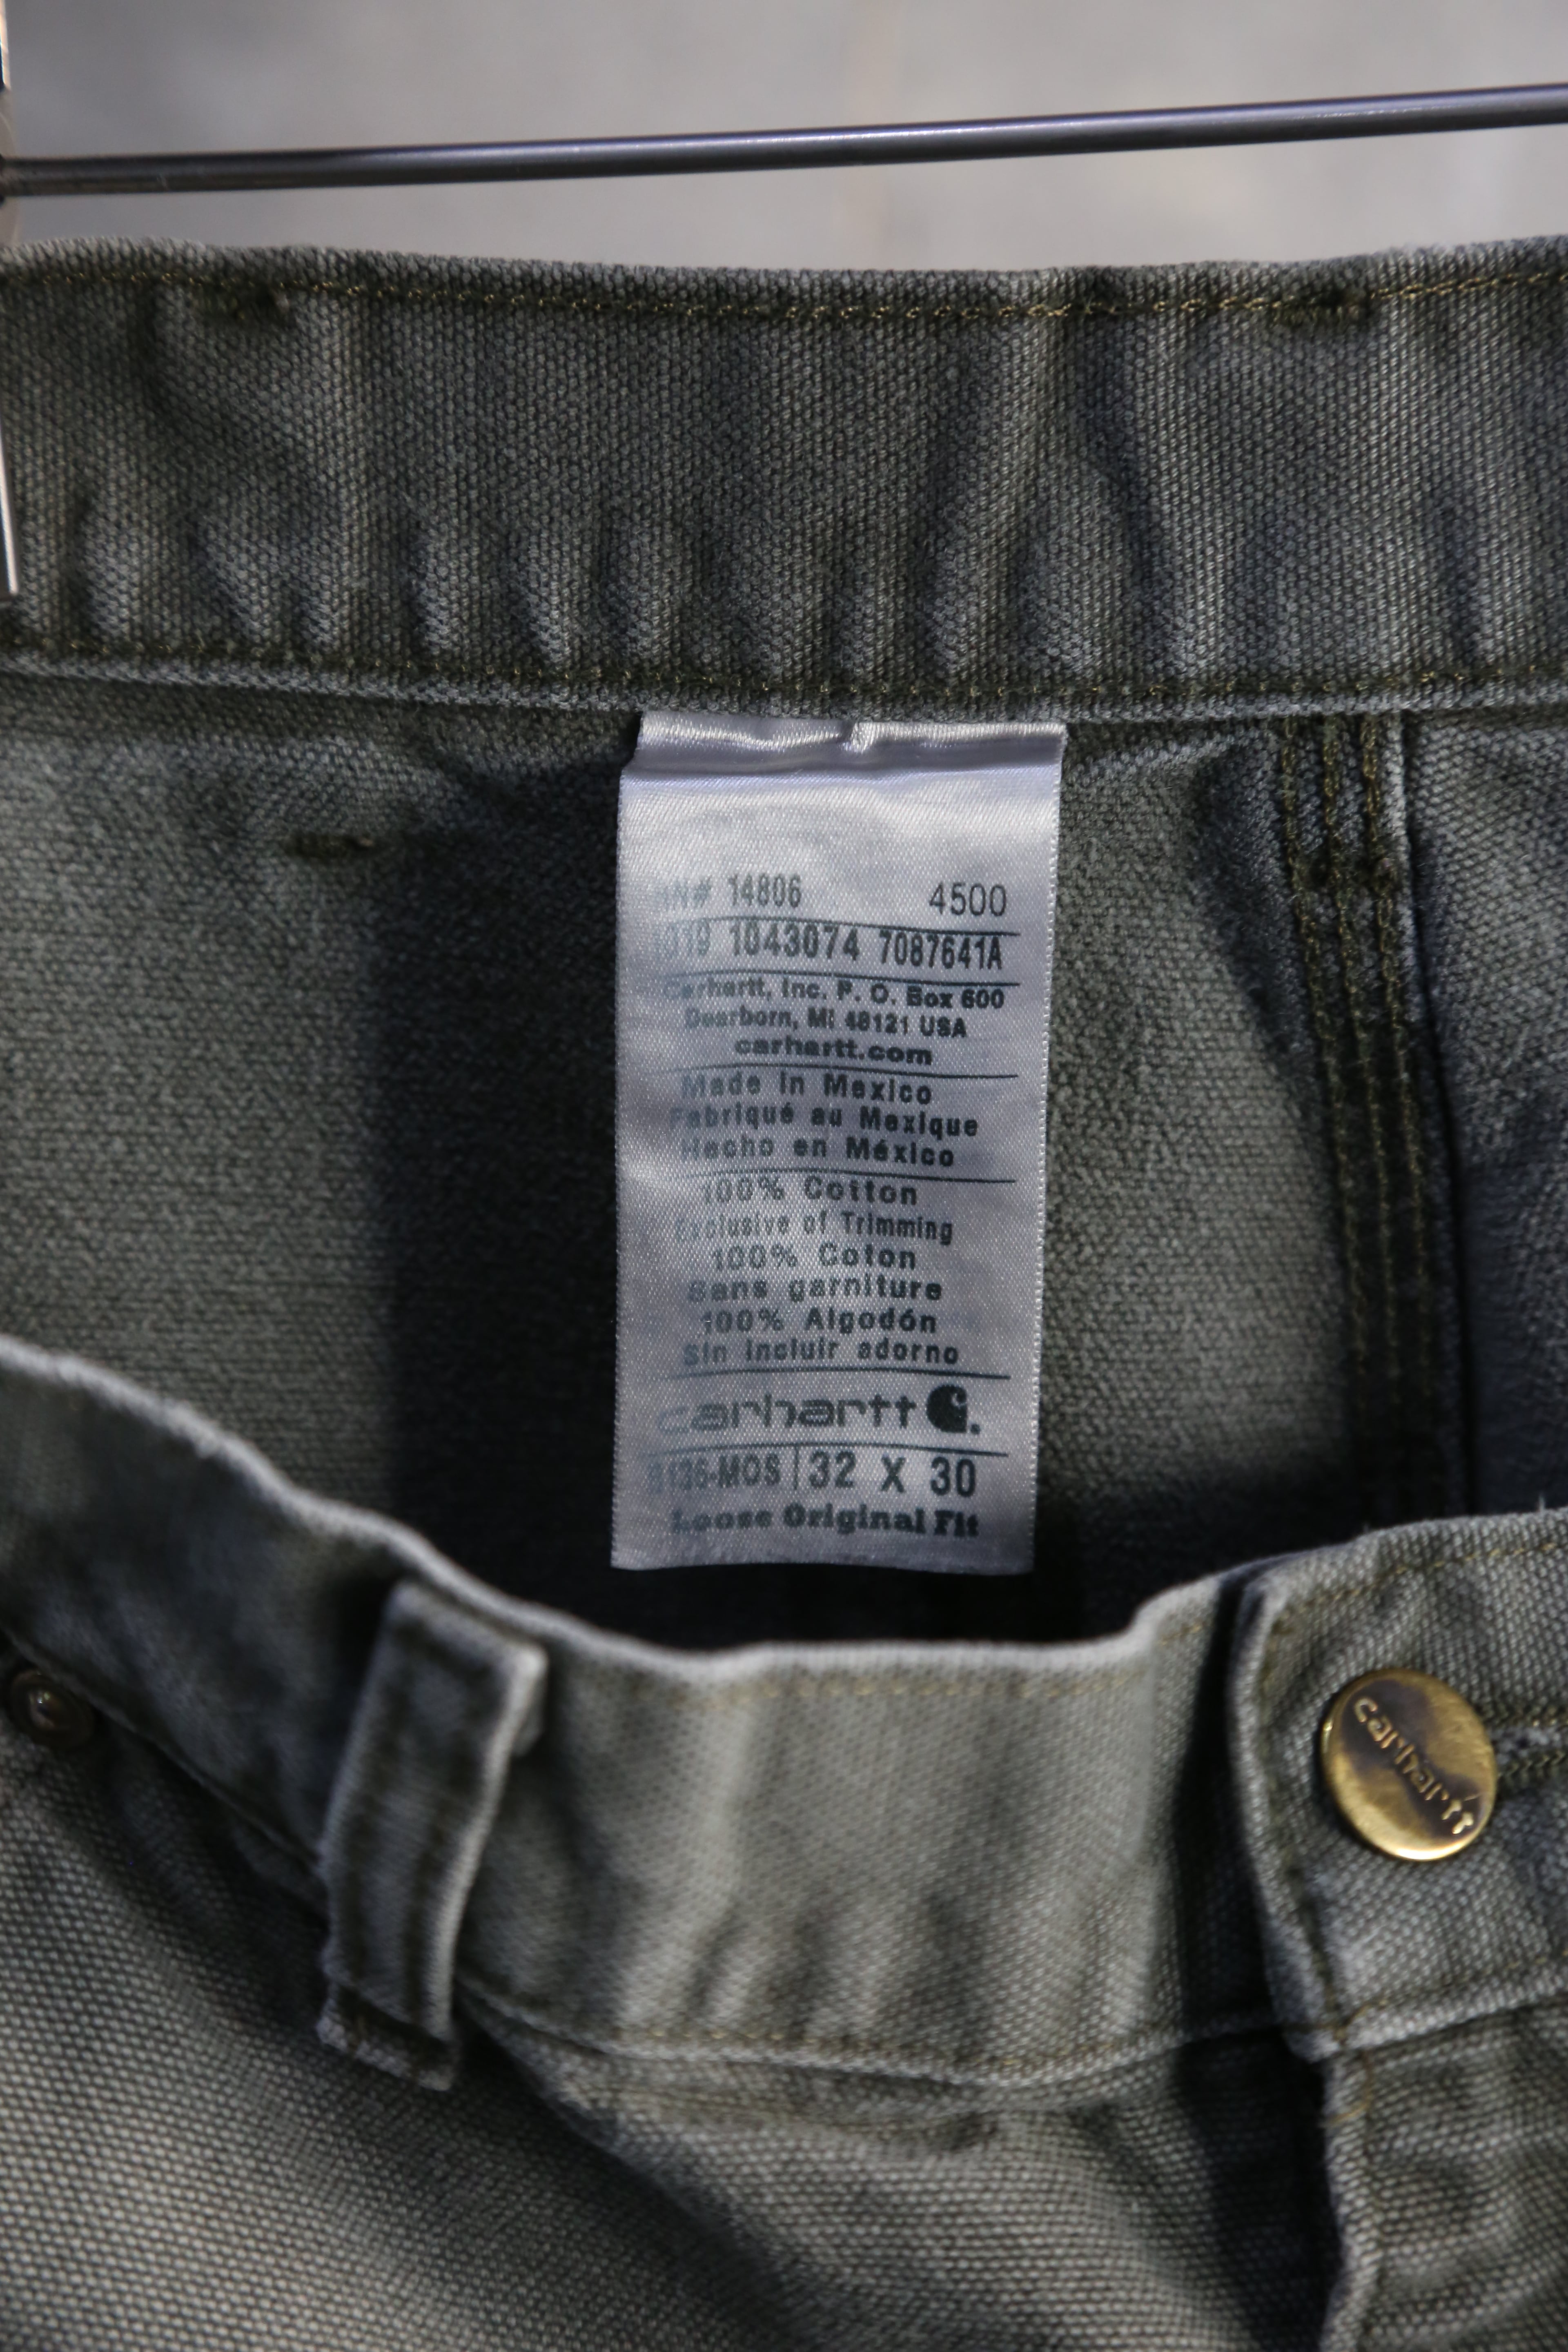 RN# 14806 4500
1043074 7087641A
Carhartt, Inc. P. O. Box 600
Dearborn, MI 48121 USA
carhartt.com
Made in Mexico
Fabriqué au Mexique
Hecho en México
100% Cotton
Exclusive of Trimming
100% Coton
Sans garniture
100% Algodón
Sin incluir adorno
carhartt
MOS 32 X 30
Loose Original Fit
carhartt